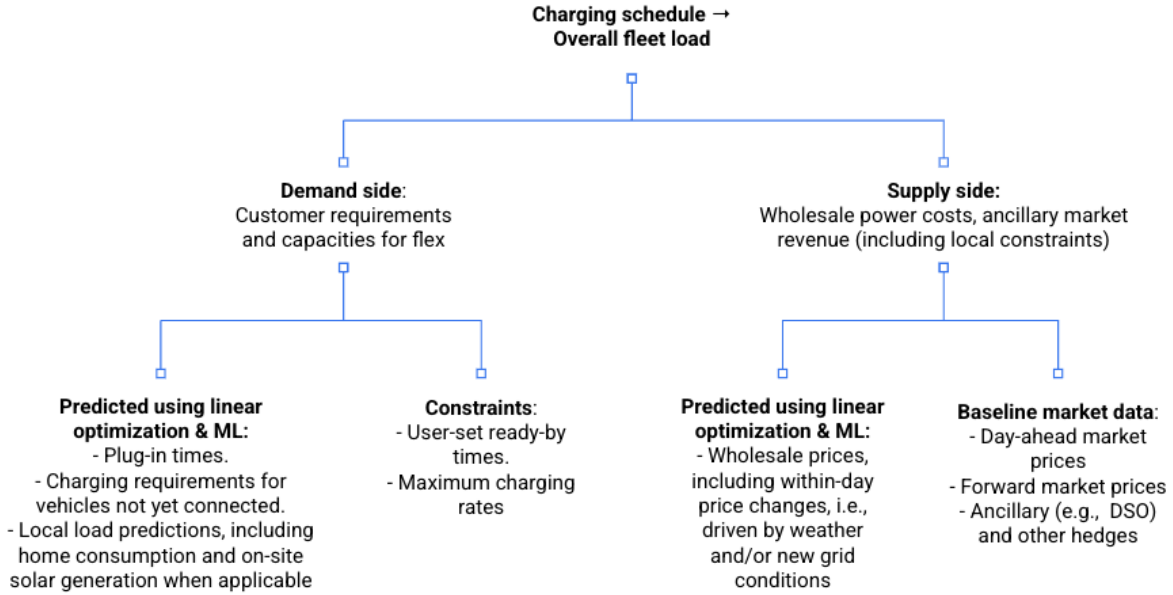 Charging schedule →
Overall fleet load
Demand side:
Customer requirements
and capacities for flex
Supply side:
Wholesale power costs, ancillary market
revenue (including local constraints)
Predicted using linear
optimization & ML:
- Plug-in times.
- Charging requirements for
vehicles not yet connected.
- Local load predictions, including
home consumption and on-site
solar generation when applicable
Constraints:
- User-set ready-by
times.
- Maximum charging
rates
Predicted using linear
optimization & ML:
- Wholesale prices,
including within-day
price changes, i.e.,
driven by weather
and/or new grid
conditions
Baseline market data:
- Day-ahead market
prices
- Forward market prices
- Ancillary (e.g., DSO)
and other hedges